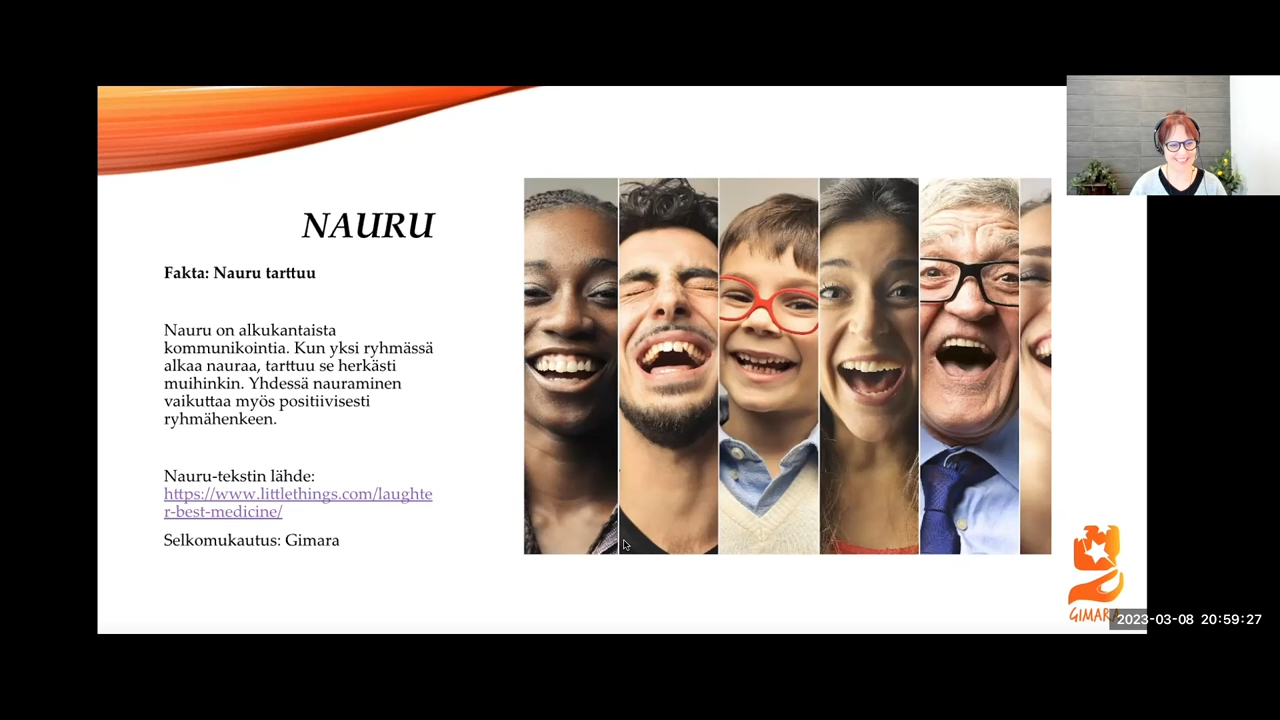 NAURU
Fakta: Nauru tarttuu
Nauru on alkukantaista
kommunikointia. Kun yksi ryhmässä
alkaa nauraa, tarttuu se herkästi
muihinkin. Yhdessä nauraminen
vaikuttaa myös positiivisesti
ryhmähenkeen.
Nauru-tekstin lähde:
https://www.littlethings.com/laughte
r-best-medicine/
Selkomukautus: Gimara
GIMARA
2023-03-08 20:59:27